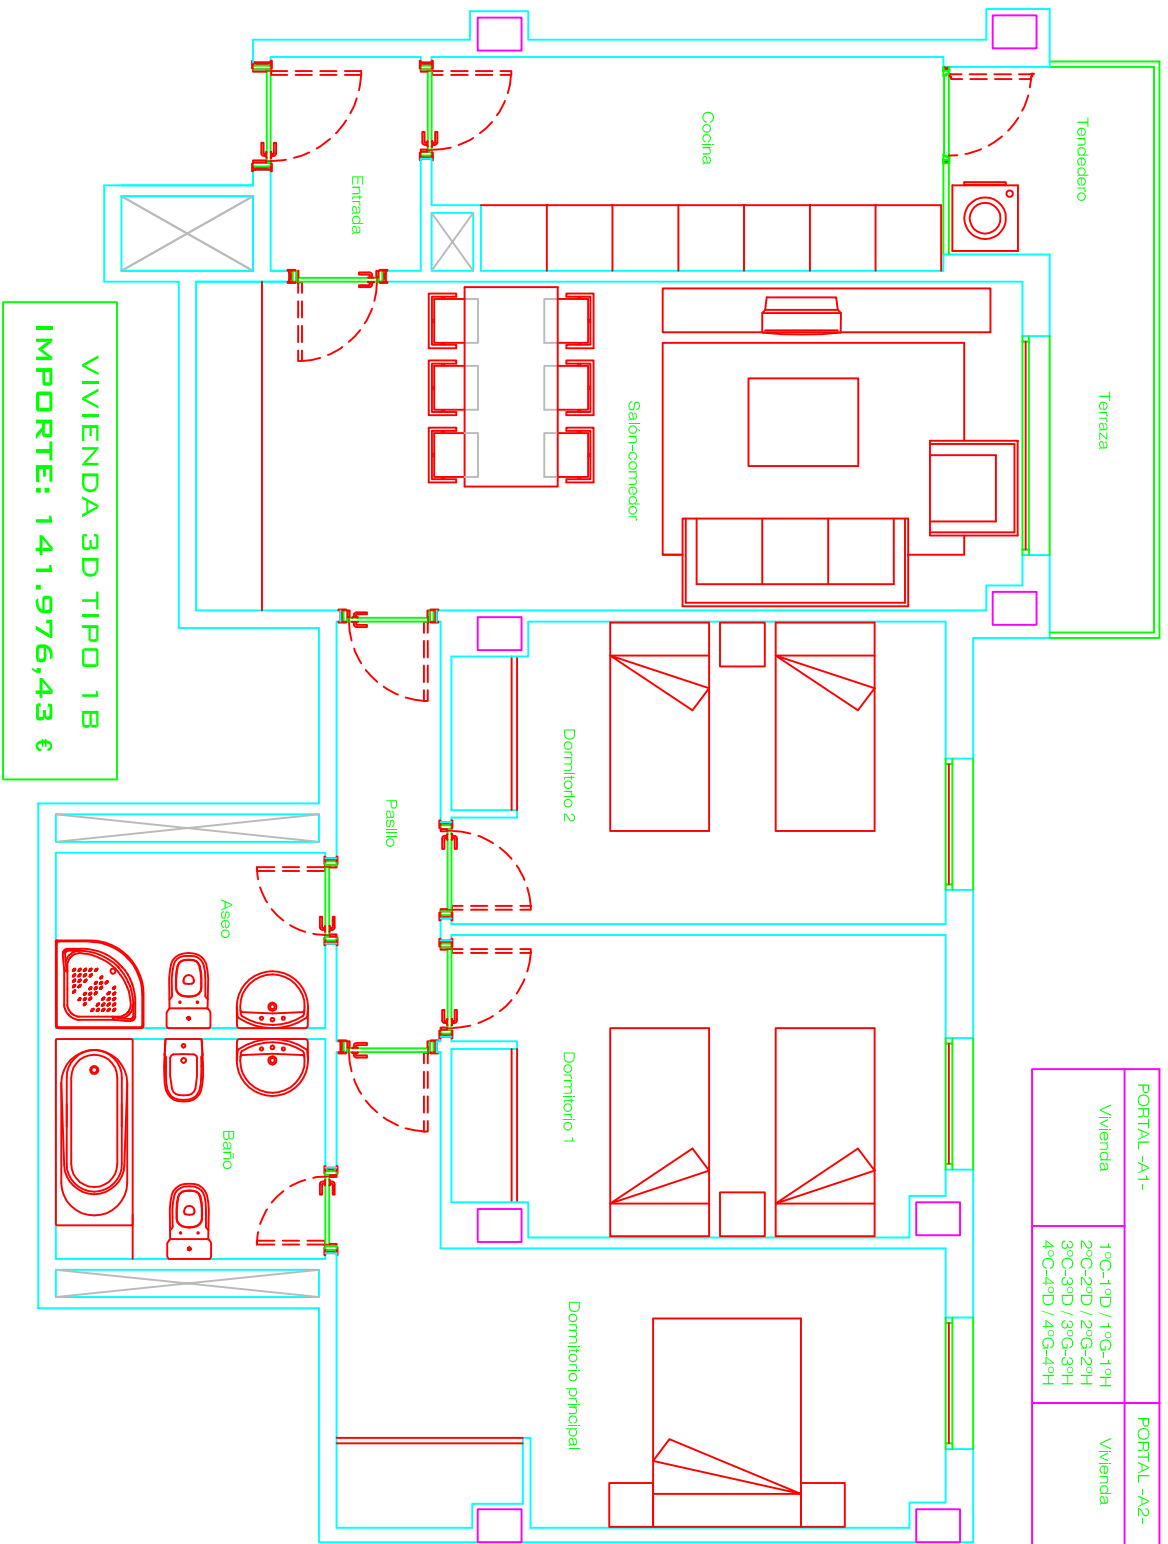 Tendedero
Terraza
Cocina
Entrada
Salón-comedor
Dormitorio 2
Pasillo
Aseo
Dormitorio 1
Baño
Dormitorio principal
PORTAL -A1-
Vivienda
1ºC-1ºD / 1ºG-1ºH
2ºC-2ºD / 2ºG-2ºH
3ºC-3ºD / 3ºG-3ºH
4ºC-4ºD / 4ºG-4ºH
PORTAL -A2-
Vivienda
VIVIENDA 3D TIPO 1B
IMPORTE: 141.976,43 €